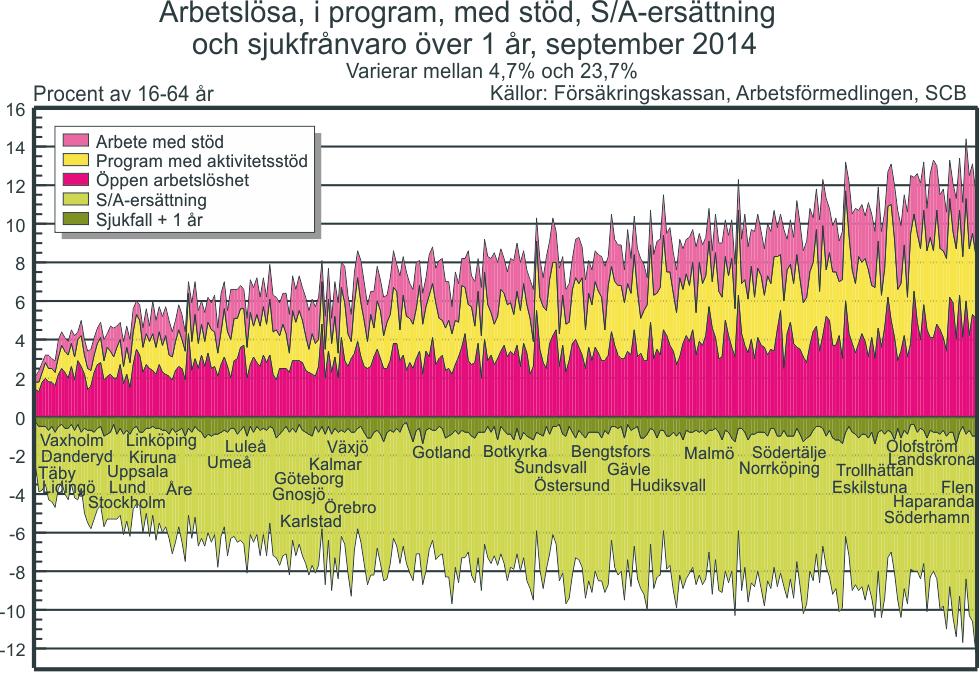 Arbetslösa, i program, med stöd, S/A-ersättning
och sjukfrånvaro över 1 år, september 2014
Varierar mellan 4,7% och 23,7%
Procent av 16-64 år
Källor: Försäkringskassan, Arbetsförmedlingen, SCB
16
14
12
10
8
6
4
2
0
-2
-4
-6
-8
-10
-12
Arbete med stöd
Program med aktivitetsstöd
Öppen arbetslöshet
S/A-ersättning
Sjukfall + 1 år
Vaxholm
Danderyd
Täby
Lidingö
Linköping
Kiruna
Uppsala
Lund
Stockholm
Åre
Luleå
Umeå
Göteborg
Gnosjö
Karlstad
Växjö
Kalmar
Örebro
Gotland
Botkyrka
Sundsvall
Östersund
Bengtsfors
Gävle
Hudiksvall
Malmö
Södertälje
Norrköping
Trollhättan
Eskilstuna
Olofström
Landskrona
Flen
Haparanda
Söderhamn